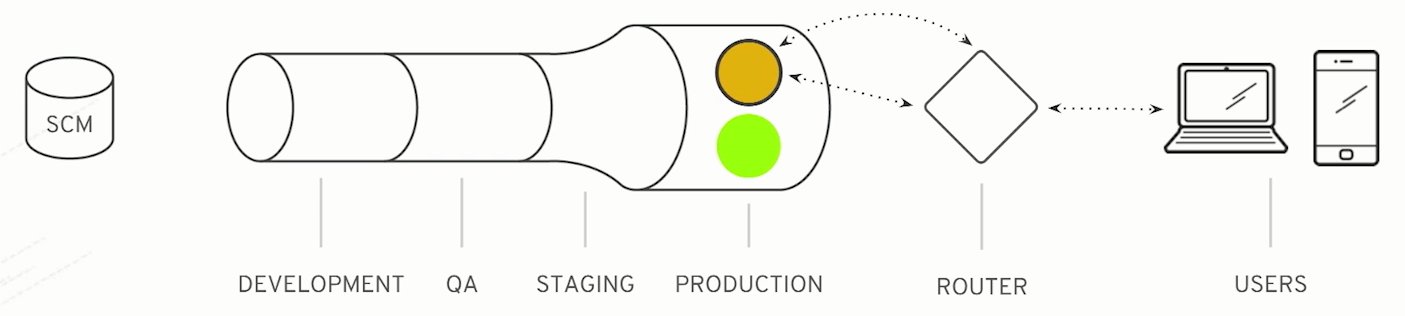 SCM
DEVELOPMENT
QA
STAGING
PRODUCTION
ROUTER
USERS